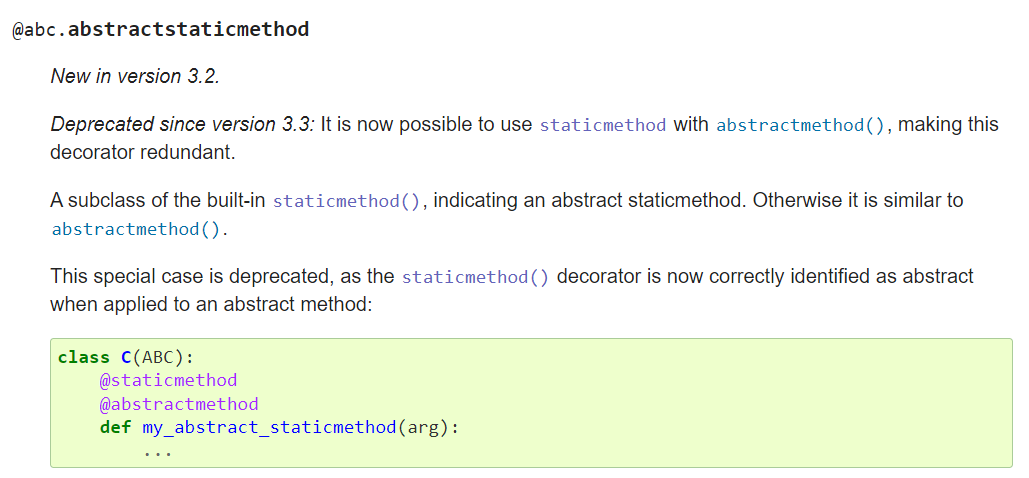 @abc.abstractstaticmethod
New in version 3.2.
Deprecated since version 3.3: It is now possible to use staticmethod with abstractmethod(), making this
decorator redundant.
A subclass of the built-in staticmethod(), indicating an abstract staticmethod. Otherwise it is similar to
abstractmethod().
This special case is deprecated, as the staticmethod() decorator is now correctly identified as abstract
when applied to an abstract method:
class C(ABC):
    @staticmethod
    @abstractmethod
    def my_abstract_staticmethod(arg):
        ...